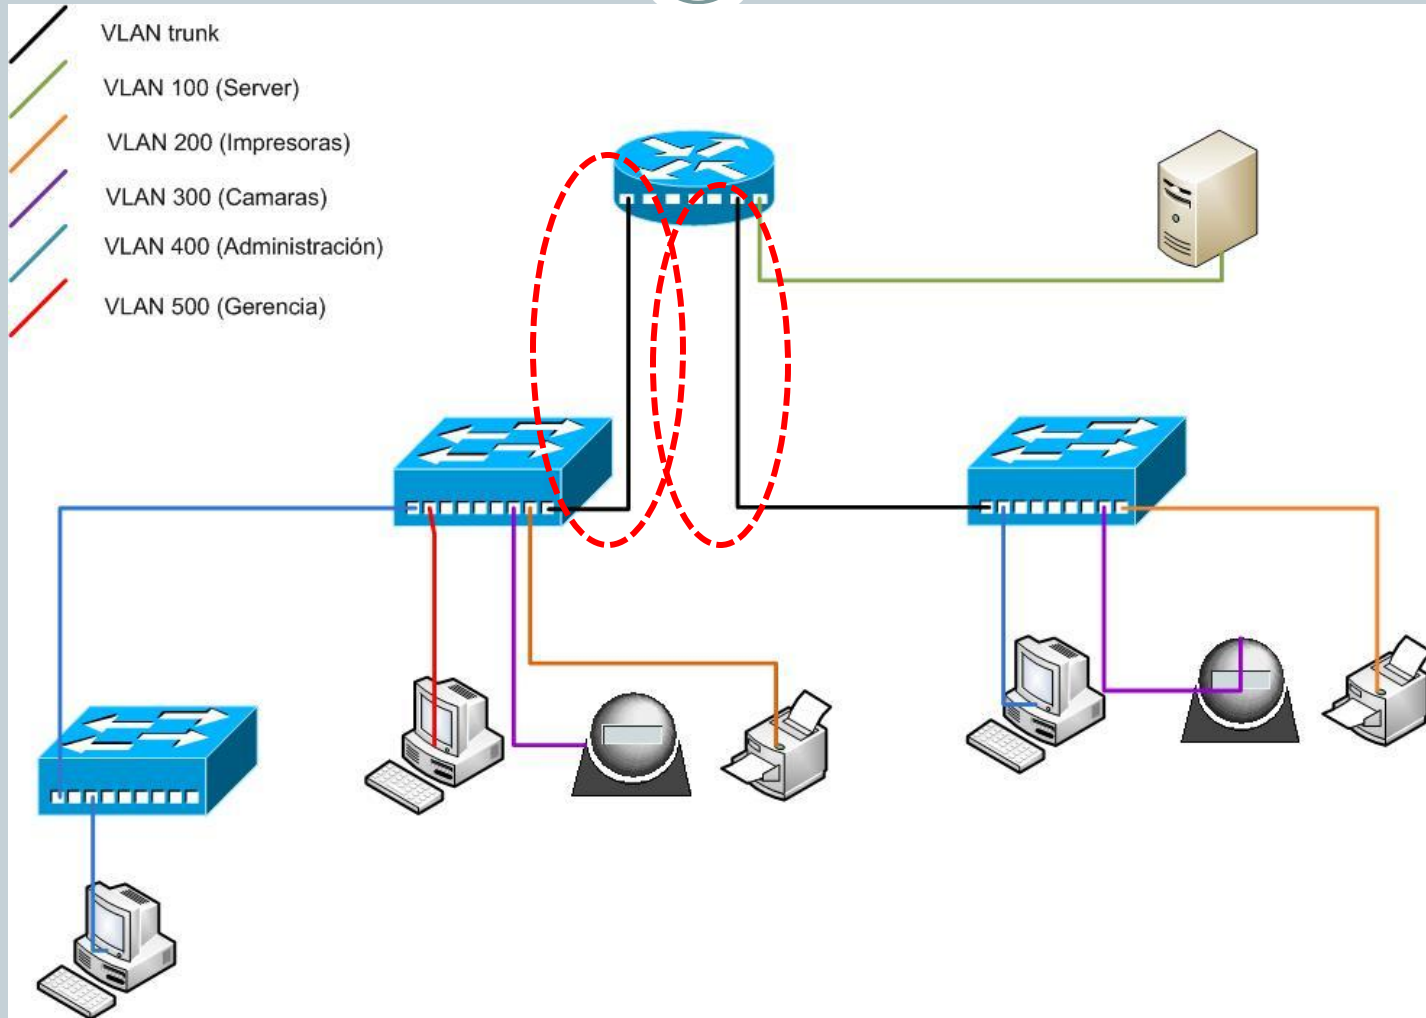 VLAN trunk
VLAN 100 (Server)
VLAN 200 (Impresoras)
VLAN 300 (Camaras)
VLAN 400 (Administración)
VLAN 500 (Gerencia)